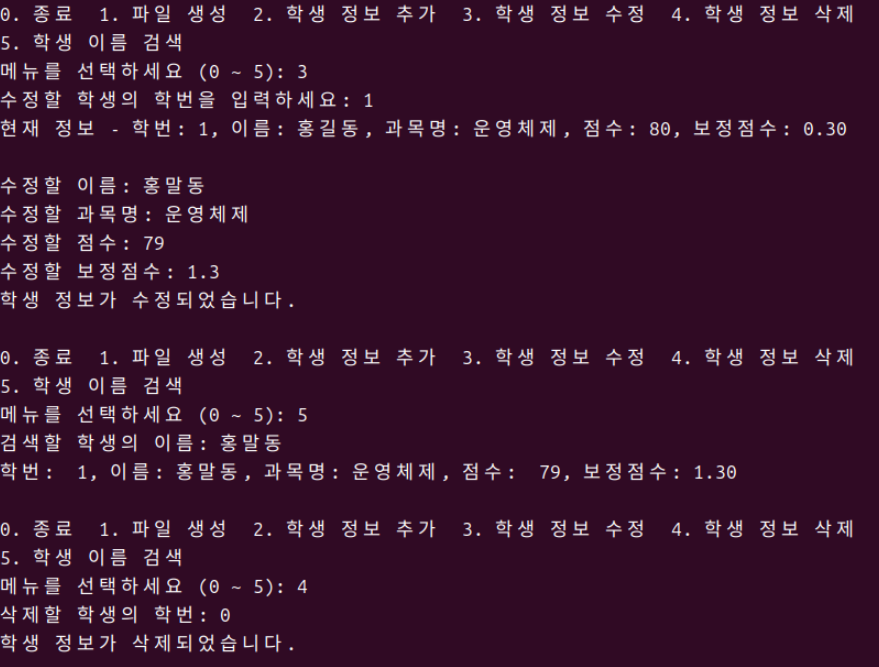 0. 종료  1. 파일 생성  2. 학생 정보 추가  3. 학생 정보 수정  4. 학생 정보 삭제
5. 학생 이름 검색
메뉴를 선택하세요 (0 ~ 5): 3
수정할 학생의 학번을 입력하세요: 1
현재 정보 - 학번: 1, 이름: 홍길동, 과목명: 운영체제, 점수: 80, 보정점수: 0.30
수정할 이름: 홍말동
수정할 과목명: 운영체제
수정할 점수: 79
수정할 보정점수: 1.3
학생 정보가 수정되었습니다.
0. 종료  1. 파일 생성  2. 학생 정보 추가  3. 학생 정보 수정  4. 학생 정보 삭제
5. 학생 이름 검색
메뉴를 선택하세요 (0 ~ 5): 5
검색할 학생의 이름: 홍말동
학번:  1, 이름: 홍말동, 과목명: 운영체제, 점수:  79, 보정점수: 1.30
0. 종료  1. 파일 생성  2. 학생 정보 추가  3. 학생 정보 수정  4. 학생 정보 삭제
5. 학생 이름 검색
메뉴를 선택하세요 (0 ~ 5): 4
삭제할 학생의 학번: 0
학생 정보가 삭제되었습니다.